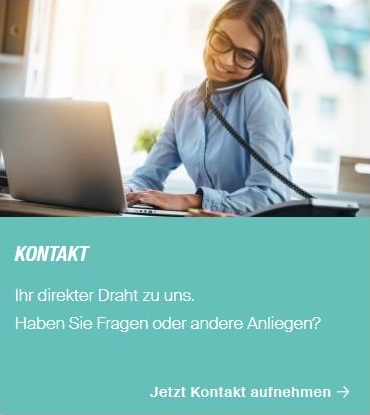 KONTAKT
Ihr direkter Draht zu uns.
Haben Sie Fragen oder andere Anliegen?
Jetzt Kontakt aufnehmen →